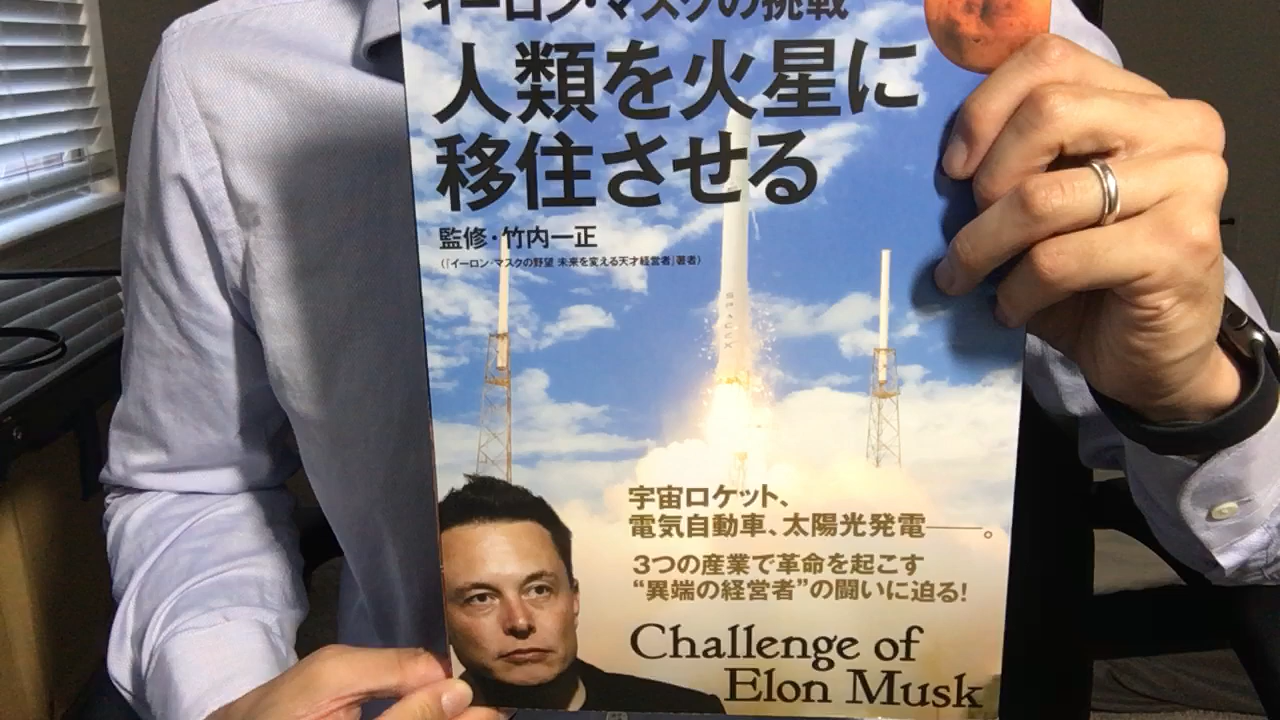 イーロン・マスクの挑戦
人類を火星に
移住させる
監修・竹内一正
(『イーロン・マスクの野望 未来を変える天才経営者』著者)
宇宙ロケット、
電気自動車、太陽光発電——。
3つの産業で革命を起こす
“異端の経営者”の闘いに迫る!
Challenge of
Elon Musk